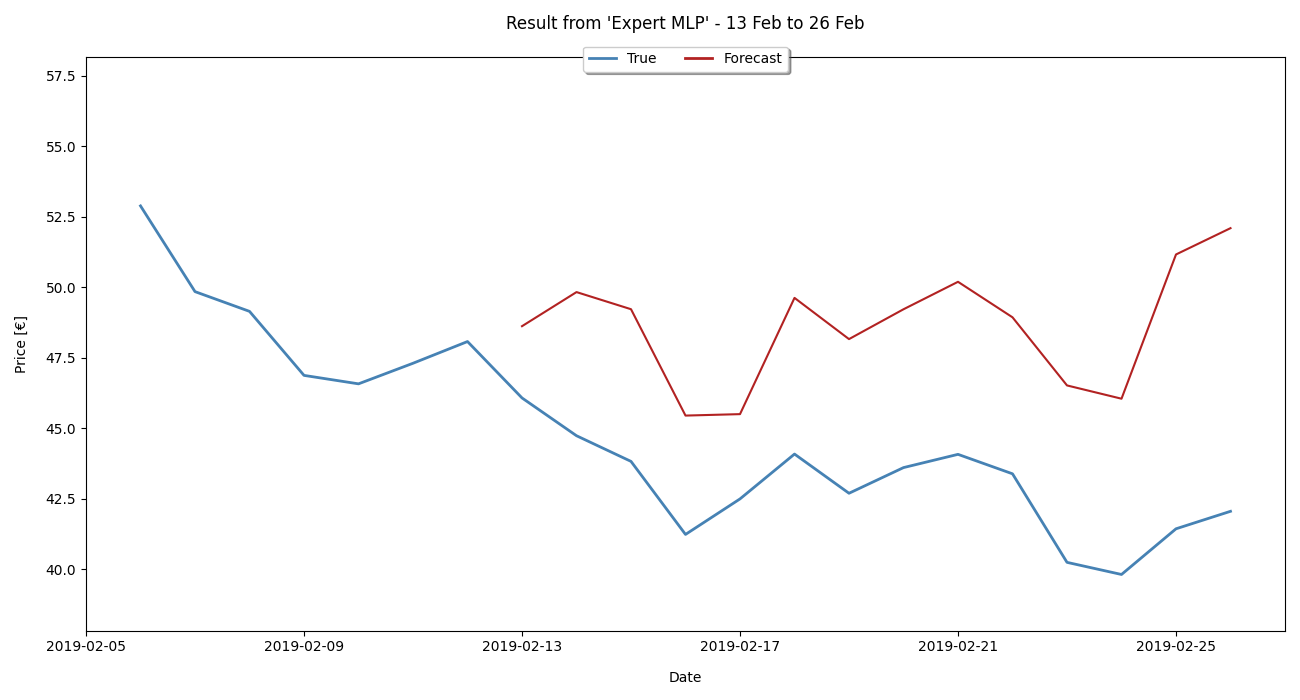 Result from 'Expert MLP' - 13 Feb to 26 Feb
True Forecast
57.5
55.0
52.5
50.0
47.5
45.0
42.5
40.0
Price [€]
2019-02-05 2019-02-09 2019-02-13 2019-02-17 2019-02-21 2019-02-25
Date